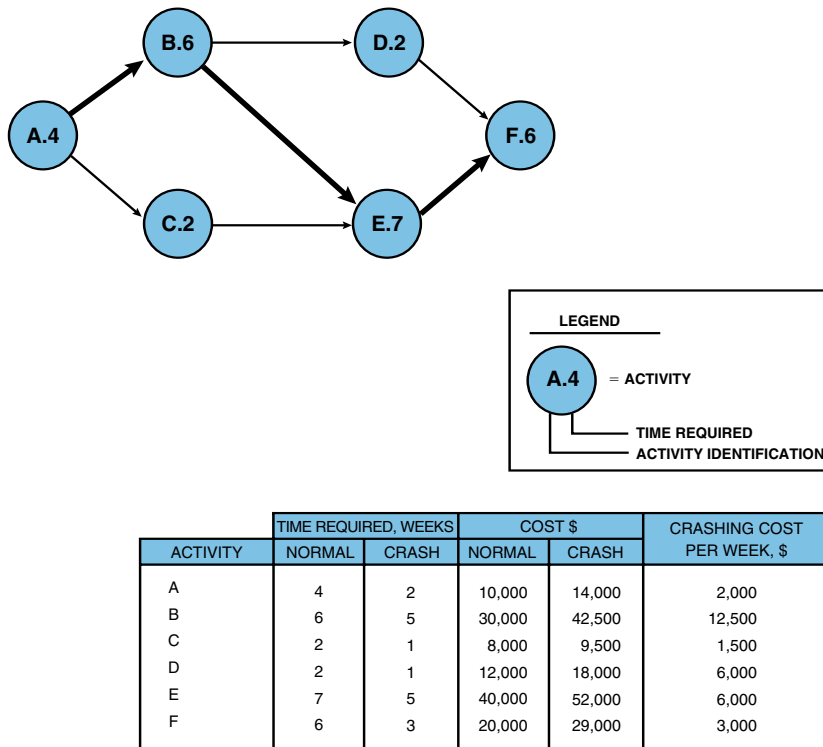 B.6
D.2
A.4
F.6
C.2
E.7
LEGEND
A.4 = ACTIVITY
TIME REQUIRED
ACTIVITY IDENTIFICATION
TIME REQUIRED, WEEKS COST $ CRASHING COST PER WEEK, $
ACTIVITY NORMAL CRASH NORMAL CRASH
A 4 2 10,000 14,000 2,000
B 6 5 30,000 42,500 12,500
C 2 1 8,000 9,500 1,500
D 2 1 12,000 18,000 6,000
E 7 5 40,000 52,000 6,000
F 6 3 20,000 29,000 3,000